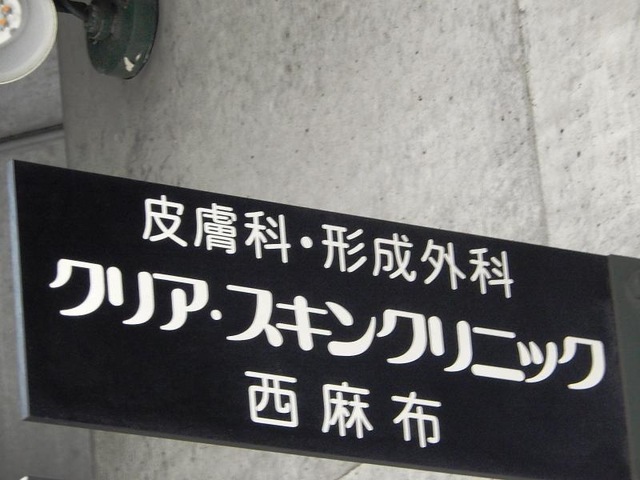 皮膚科・形成外科
クリア・スキンクリニック
西麻布